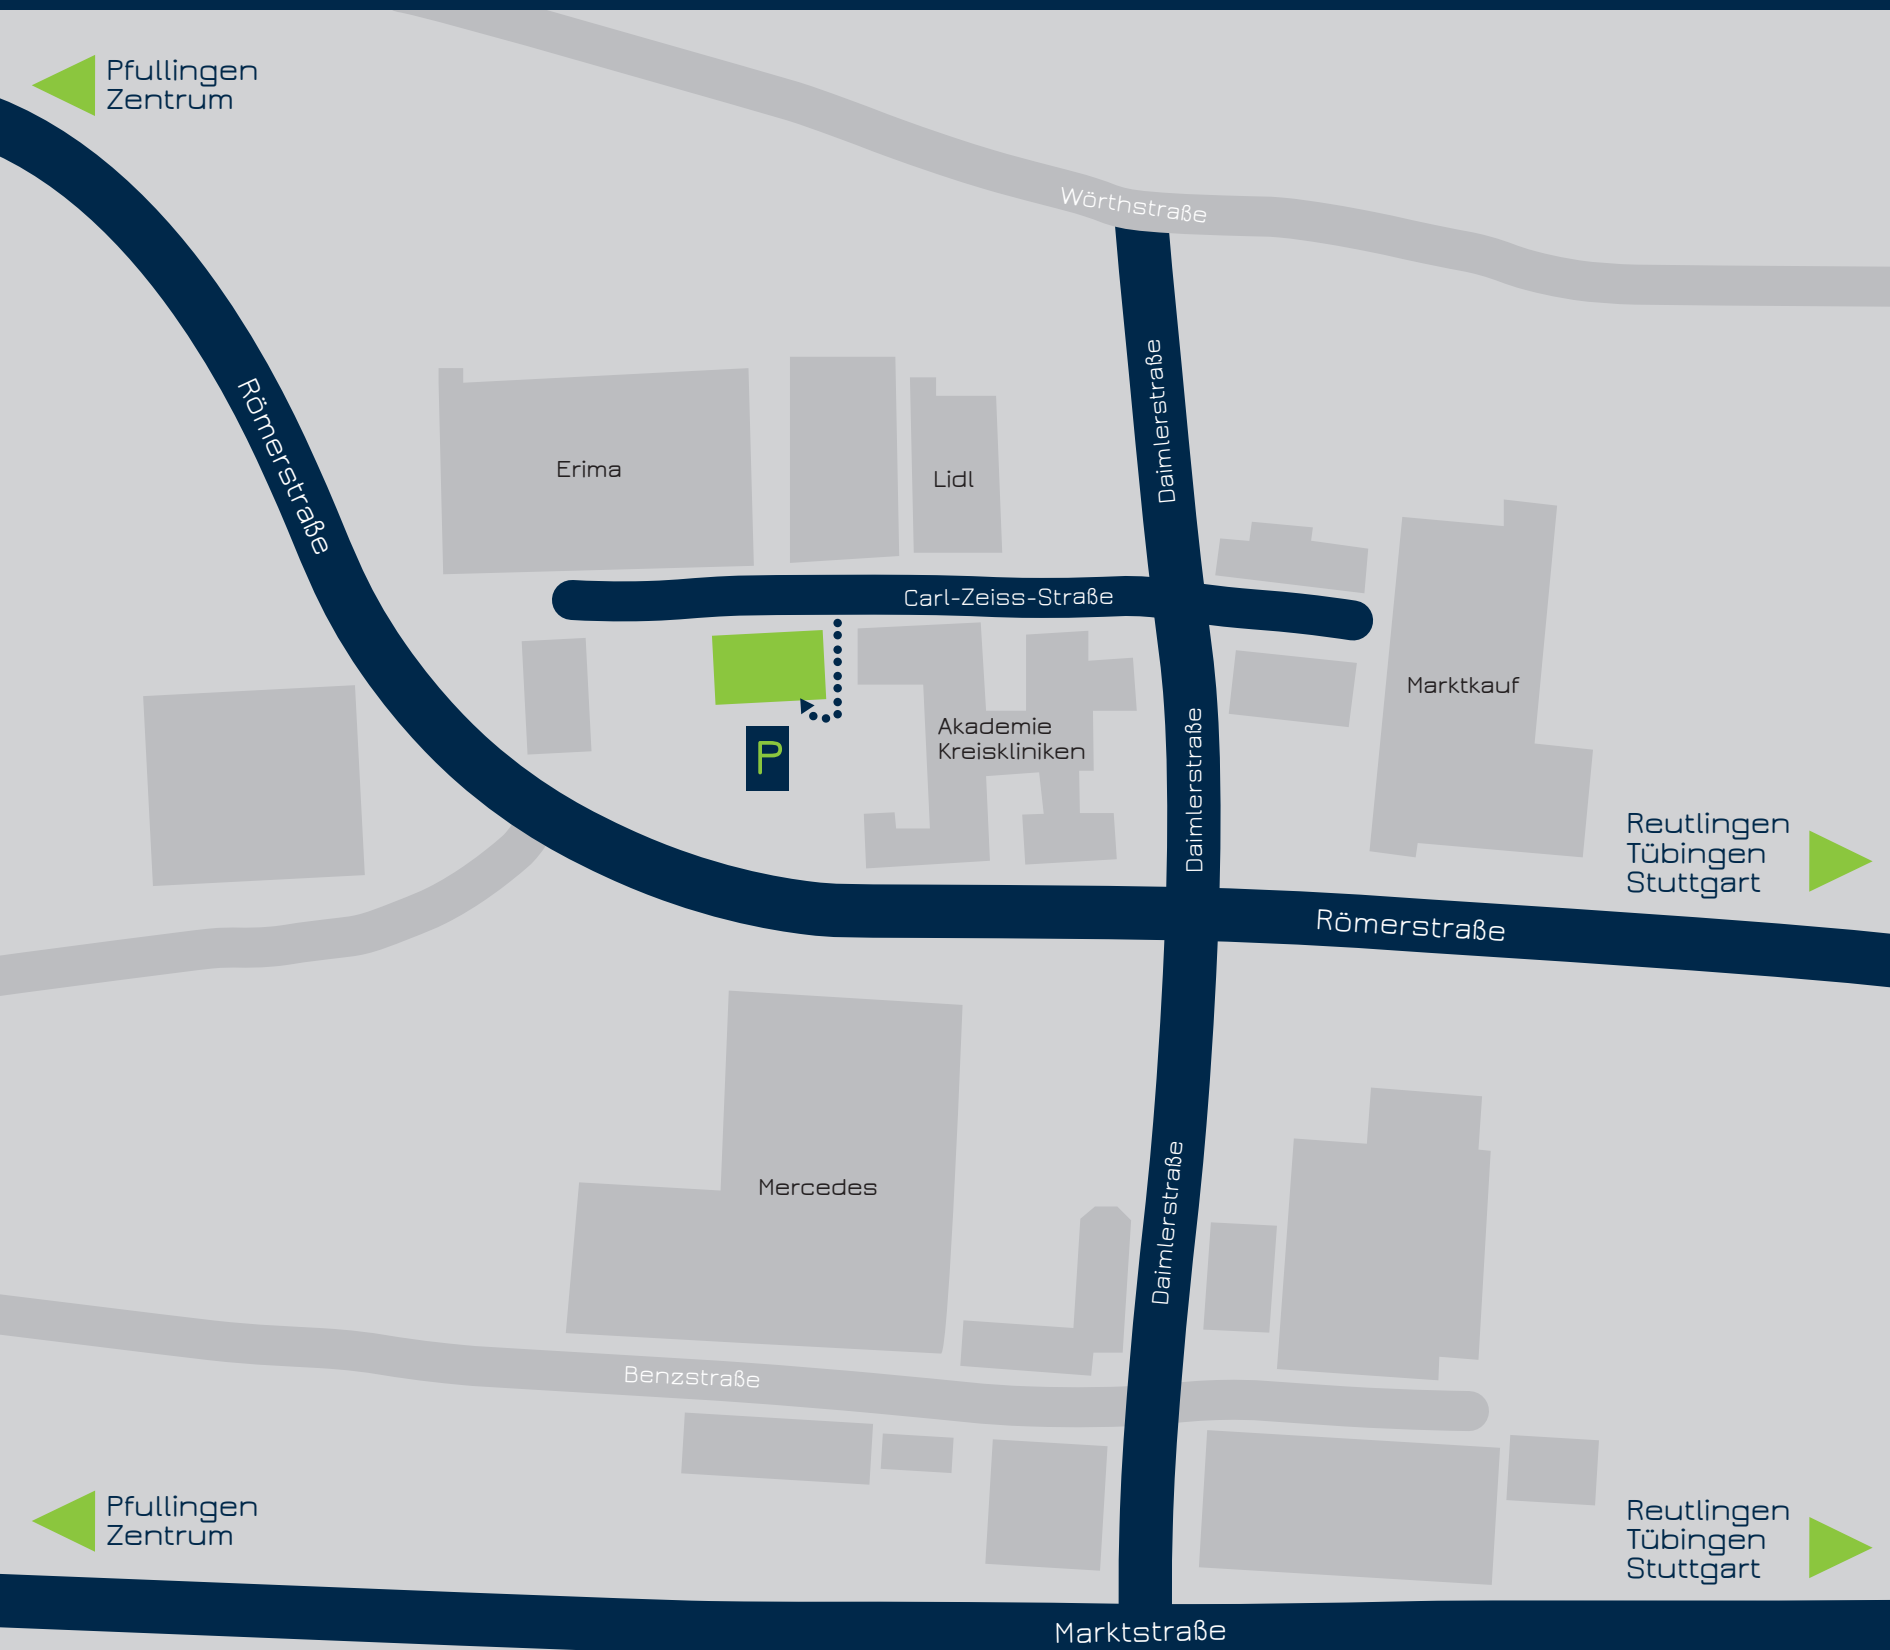 Pfullingen
Zentrum
Wörthstraße
Daimlerstraße
Römerstraße
Erima
Lidl
Carl-Zeiss-Straße
Marktkauf
Akademie
Kreiskliniken
P
Daimlerstraße
Reutlingen
Tübingen
Stuttgart
Römerstraße
Mercedes
Daimlerstraße
Benzstraße
Pfullingen
Zentrum
Reutlingen
Tübingen
Stuttgart
Marktstraße